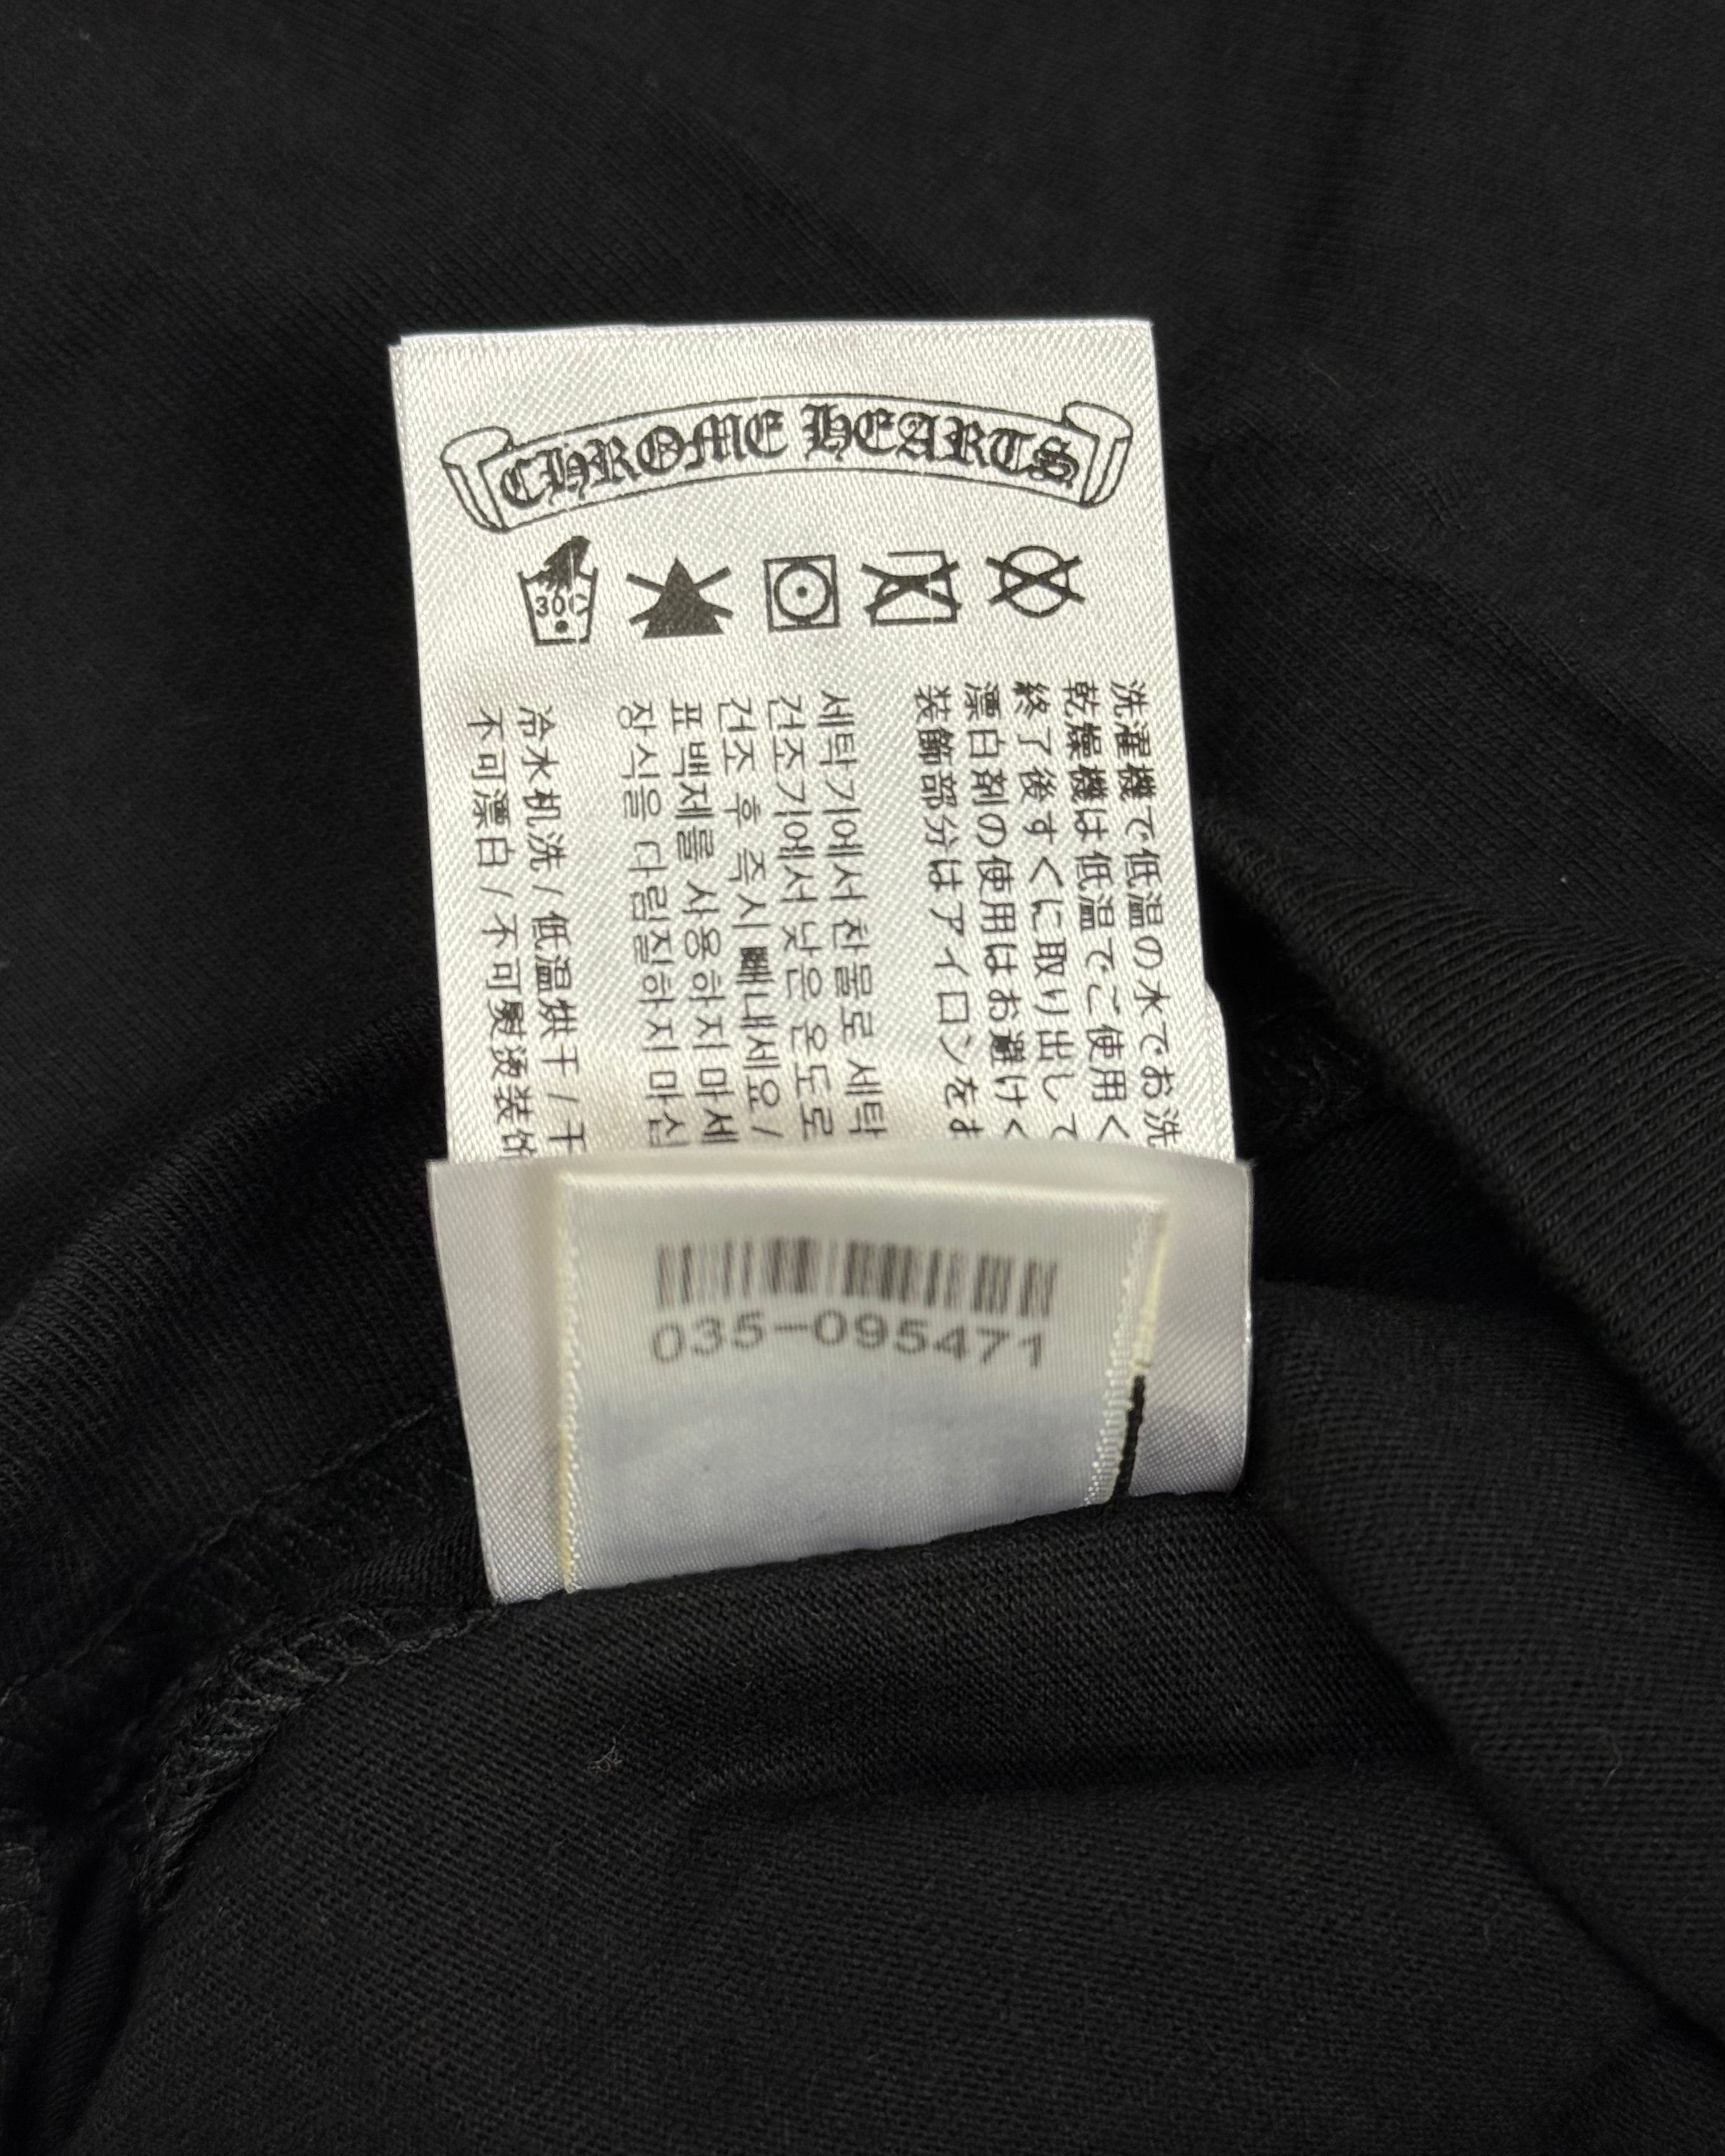 CHROME HEARTS
30C
洗濯機で低温の水でお洗
乾燥機は低温でご使用く
終了後すぐに取り出して
漂白剤の使用はお避けく
装飾部分はアイロンをお
세탁기에서 찬물로 세탁
건조기에서 낮은 온도로
건조 후 즉시 빼내세요 /
표백제를 사용하지 마세
장식을 다림질하지 마십
冷水机洗 / 低温烘干 / 干
不可漂白 / 不可熨烫装饰
035-095471